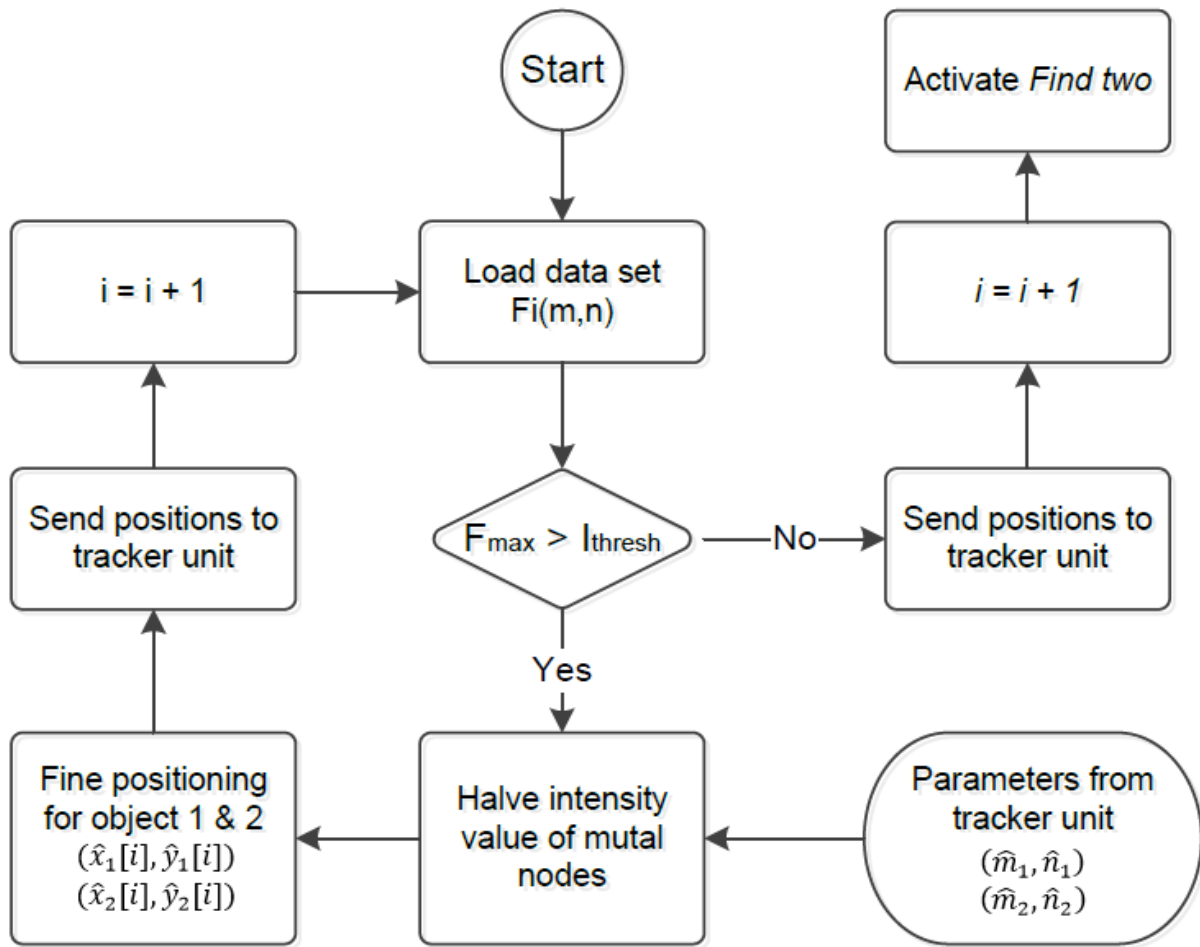 Start
Activate Find two
i = i + 1
Load data set
Fi(m,n)
i = i + 1
Send positions to
tracker unit
Fmax > Ithresh
No
Send positions to
tracker unit
Yes
Fine positioning
for object 1 & 2
(x̂₁[i], ŷ₁[i])
(x̂₂[i], ŷ₂[i])
Halve intensity
value of mutal
nodes
Parameters from
tracker unit
(m̂₁, n̂₁)
(m̂₂, n̂₂)